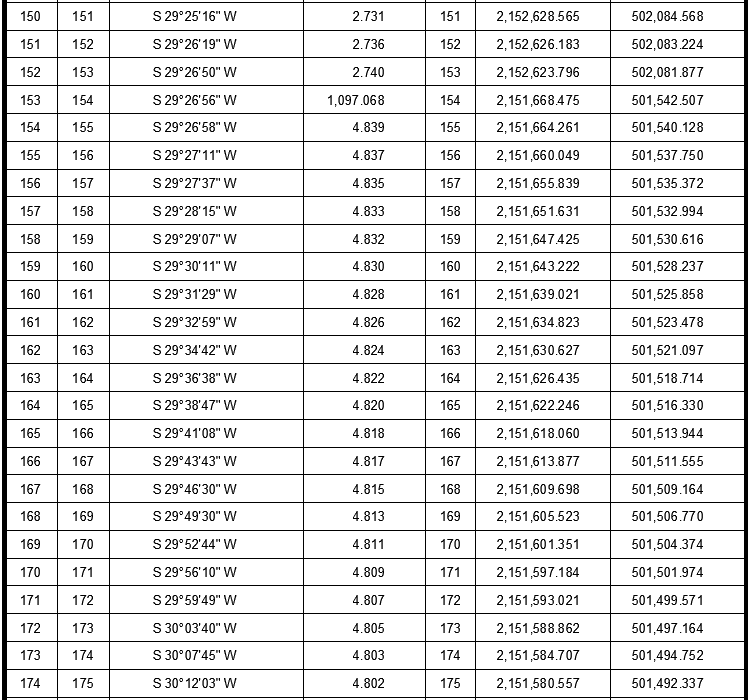 150 151 S 29°25'16" W 2.731 151 2,152,628.565 502,084.568
151 152 S 29°26'19" W 2.736 152 2,152,626.183 502,083.224
152 153 S 29°26'50" W 2.740 153 2,152,623.796 502,081.877
153 154 S 29°26'56" W 1,097.068 154 2,151,668.475 501,542.507
154 155 S 29°26'58" W 4.839 155 2,151,664.261 501,540.128
155 156 S 29°27'11" W 4.837 156 2,151,660.049 501,537.750
156 157 S 29°27'37" W 4.835 157 2,151,655.839 501,535.372
157 158 S 29°28'15" W 4.833 158 2,151,651.631 501,532.994
158 159 S 29°29'07" W 4.832 159 2,151,647.425 501,530.616
159 160 S 29°30'11" W 4.830 160 2,151,643.222 501,528.237
160 161 S 29°31'29" W 4.828 161 2,151,639.021 501,525.858
161 162 S 29°32'59" W 4.826 162 2,151,634.823 501,523.478
162 163 S 29°34'42" W 4.824 163 2,151,630.627 501,521.097
163 164 S 29°36'38" W 4.822 164 2,151,626.435 501,518.714
164 165 S 29°38'47" W 4.820 165 2,151,622.246 501,516.330
165 166 S 29°41'08" W 4.818 166 2,151,618.060 501,513.944
166 167 S 29°43'43" W 4.817 167 2,151,613.877 501,511.555
167 168 S 29°46'30" W 4.815 168 2,151,609.698 501,509.164
168 169 S 29°49'30" W 4.813 169 2,151,605.523 501,506.770
169 170 S 29°52'44" W 4.811 170 2,151,601.351 501,504.374
170 171 S 29°56'10" W 4.809 171 2,151,597.184 501,501.974
171 172 S 29°59'49" W 4.807 172 2,151,593.021 501,499.571
172 173 S 30°03'40" W 4.805 173 2,151,588.862 501,497.164
173 174 S 30°07'45" W 4.803 174 2,151,584.707 501,494.752
174 175 S 30°12'03" W 4.802 175 2,151,580.557 501,492.337